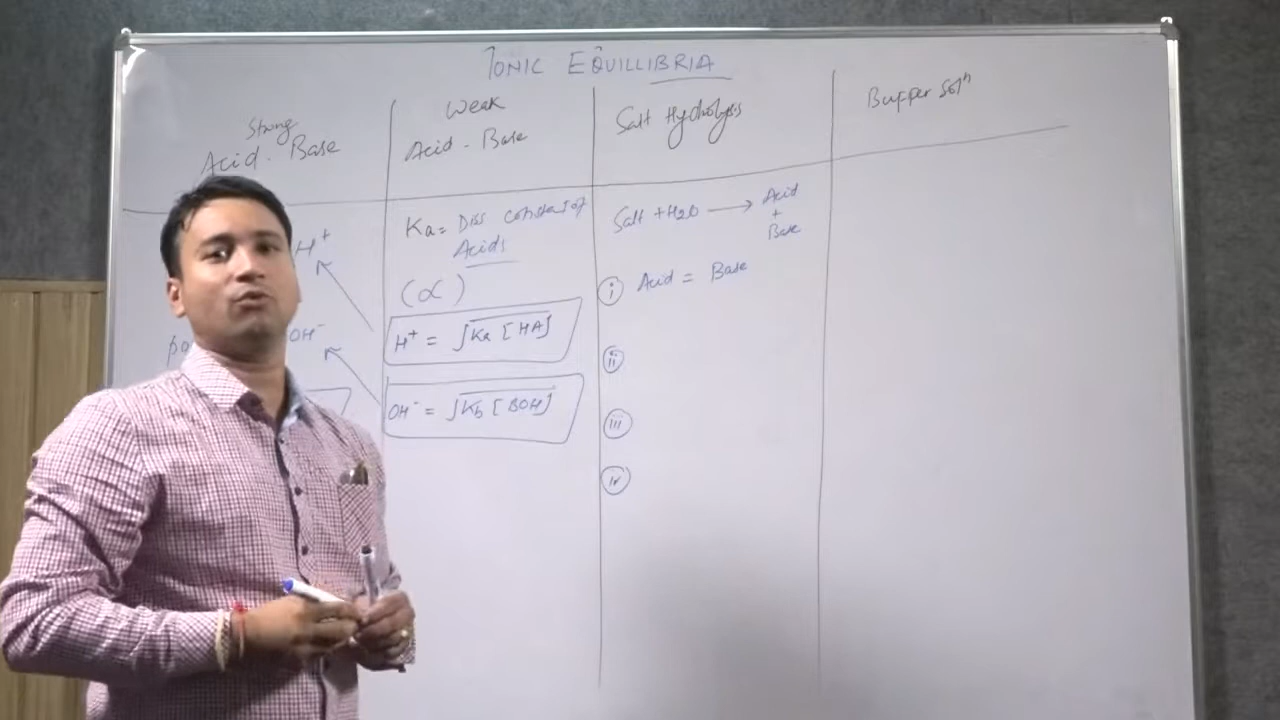 IONIC EQUILLIBRIA
Strong
Acid - Base
H+
OH-
Weak
Acid - Base
Ka = Diss constant of
Acids
(α)
H+ = √Ka [HA]
OH- = √Kb [BOH]
Salt Hydrolysis
Salt + H2O → Acid
+
Base
i Acid = Base
ii
iii
iv
Buffer Solⁿ